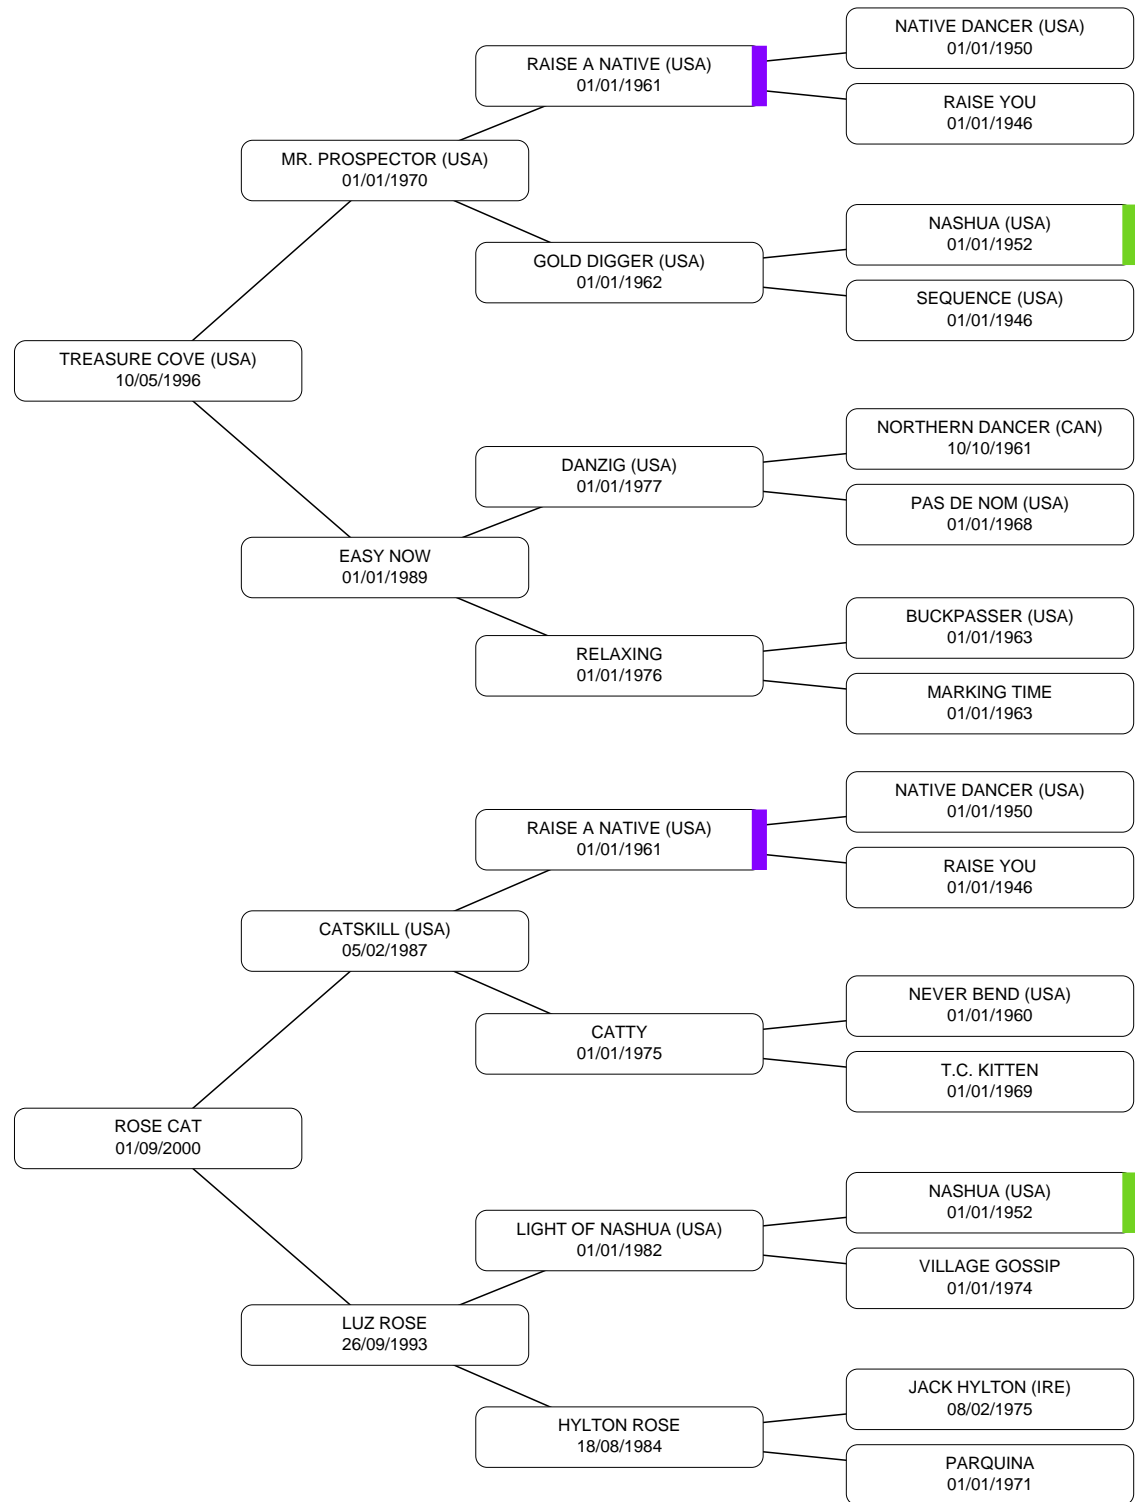 NATIVE DANCER (USA)
01/01/1950
RAISE A NATIVE (USA)
01/01/1961
RAISE YOU
01/01/1946
MR. PROSPECTOR (USA)
01/01/1970
NASHUA (USA)
01/01/1952
GOLD DIGGER (USA)
01/01/1962
SEQUENCE (USA)
01/01/1946
TREASURE COVE (USA)
10/05/1996
NORTHERN DANCER (CAN)
10/10/1961
DANZIG (USA)
01/01/1977
PAS DE NOM (USA)
01/01/1968
EASY NOW
01/01/1989
BUCKPASSER (USA)
01/01/1963
RELAXING
01/01/1976
MARKING TIME
01/01/1963
NATIVE DANCER (USA)
01/01/1950
RAISE A NATIVE (USA)
01/01/1961
RAISE YOU
01/01/1946
CATSKILL (USA)
05/02/1987
NEVER BEND (USA)
01/01/1960
CATTY
01/01/1975
T.C. KITTEN
01/01/1969
ROSE CAT
01/09/2000
NASHUA (USA)
01/01/1952
LIGHT OF NASHUA (USA)
01/01/1982
VILLAGE GOSSIP
01/01/1974
LUZ ROSE
26/09/1993
JACK HYLTON (IRE)
08/02/1975
HYLTON ROSE
18/08/1984
PARQUINA
01/01/1971